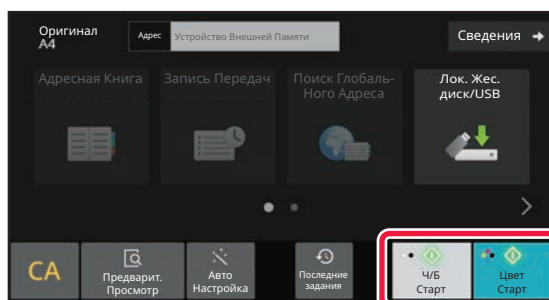 Оригинал
A4
Адрес
Устройство Внешней Памяти
Сведения
Адресная Книга
Запись Передач
Поиск Глобаль-
Ного Адреса
Лок. Жес.
диск/USB
CA
Предварит.
Просмотр
Авто
Настройка
Последние
задания
Ч/Б
Старт
Цвет
Старт